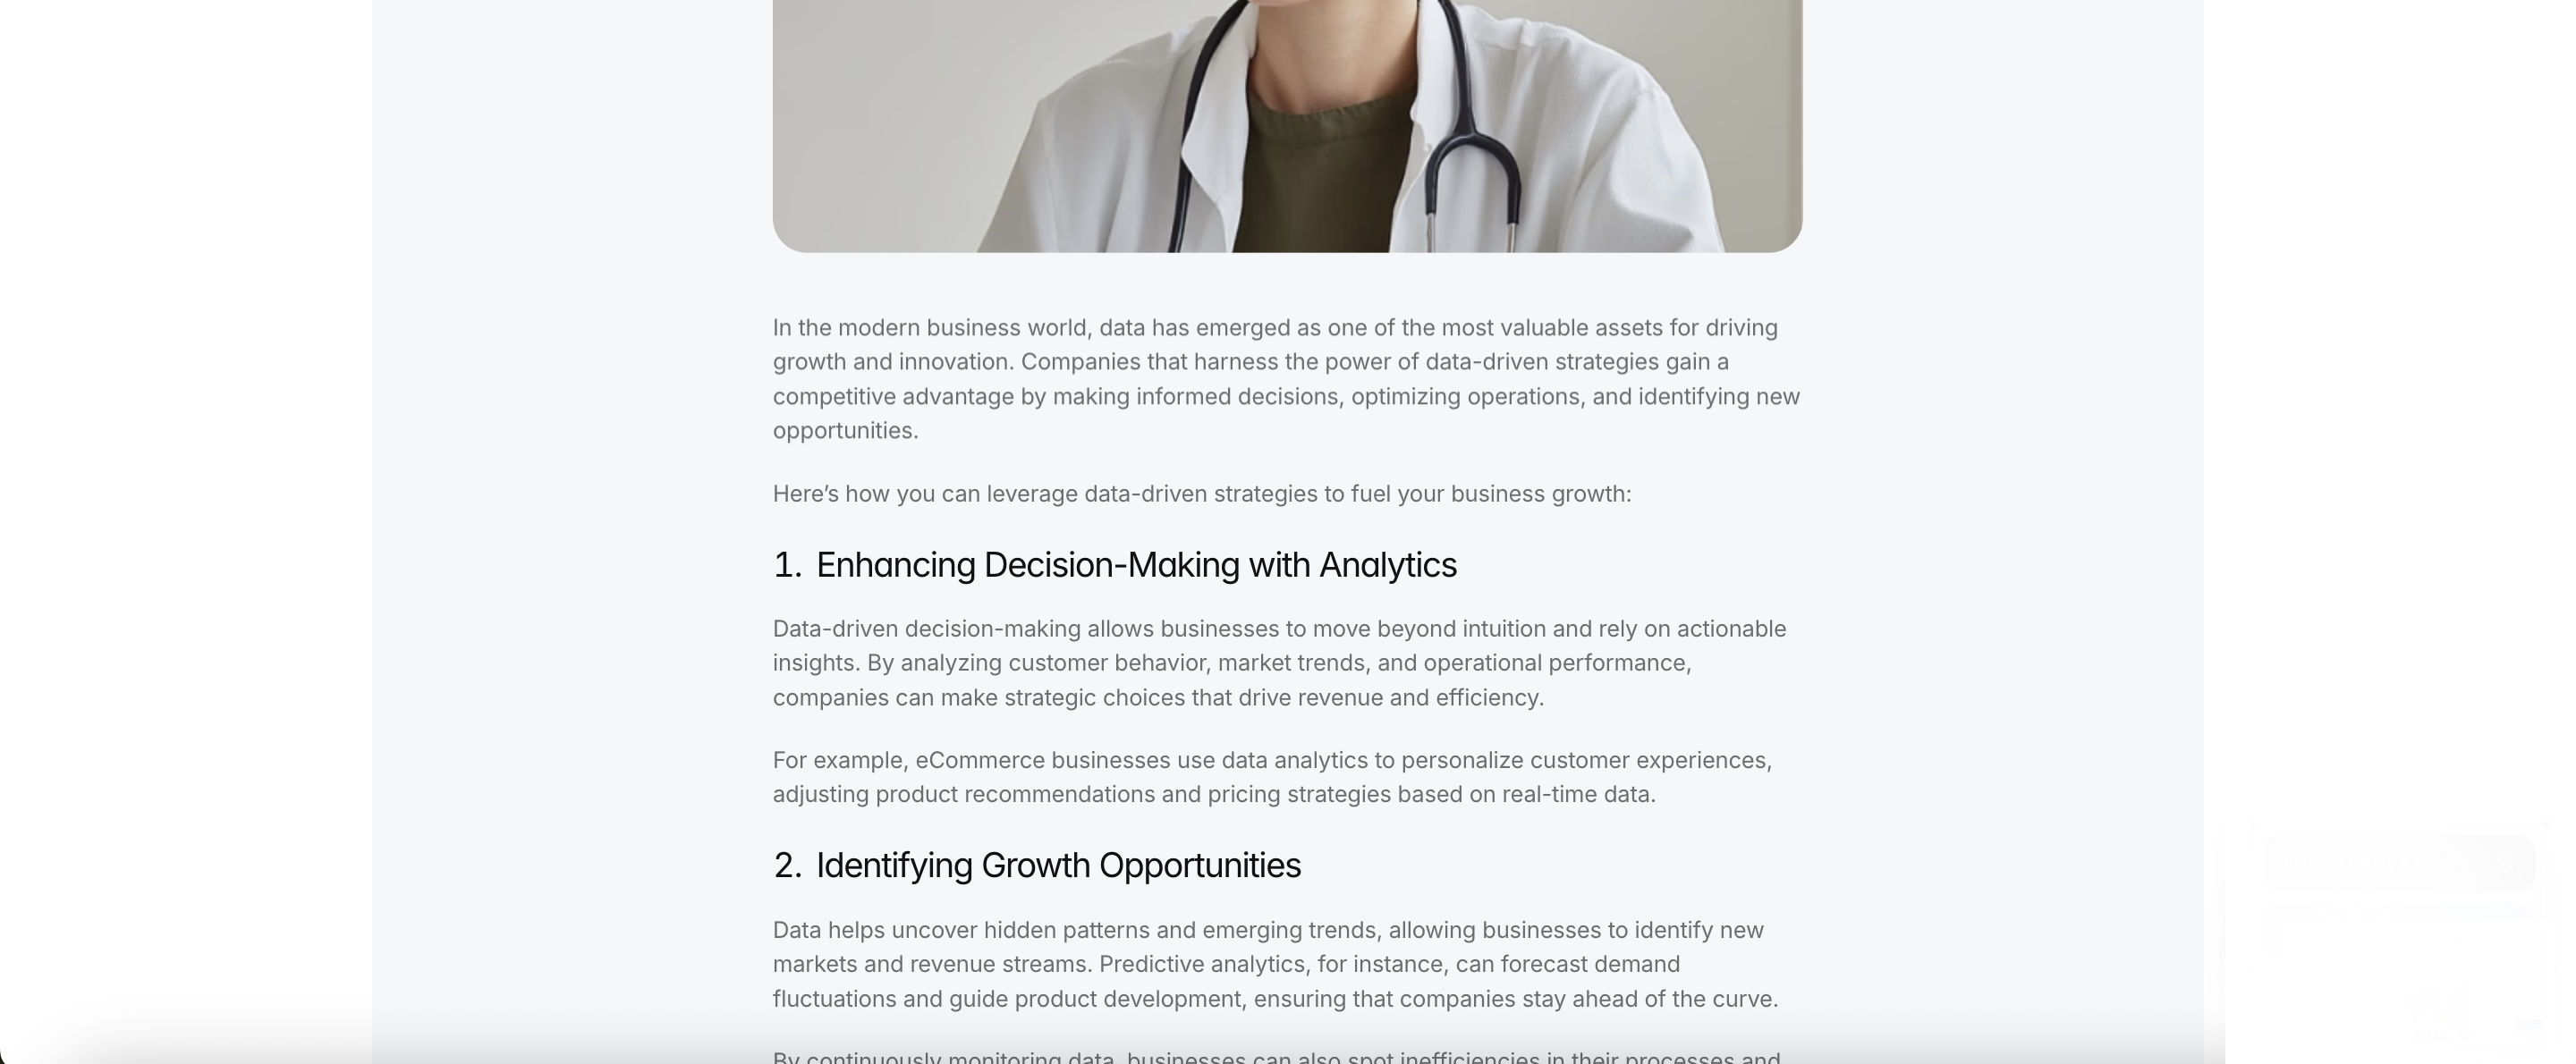 In the modern business world, data has emerged as one of the most valuable assets for driving
growth and innovation. Companies that harness the power of data-driven strategies gain a
competitive advantage by making informed decisions, optimizing operations, and identifying new
opportunities.
Here’s how you can leverage data-driven strategies to fuel your business growth:
1. Enhancing Decision-Making with Analytics
Data-driven decision-making allows businesses to move beyond intuition and rely on actionable
insights. By analyzing customer behavior, market trends, and operational performance,
companies can make strategic choices that drive revenue and efficiency.
For example, eCommerce businesses use data analytics to personalize customer experiences,
adjusting product recommendations and pricing strategies based on real-time data.
2. Identifying Growth Opportunities
Data helps uncover hidden patterns and emerging trends, allowing businesses to identify new
markets and revenue streams. Predictive analytics, for instance, can forecast demand
fluctuations and guide product development, ensuring that companies stay ahead of the curve.
By continuously monitoring data, businesses can also spot inefficiencies in their processes and